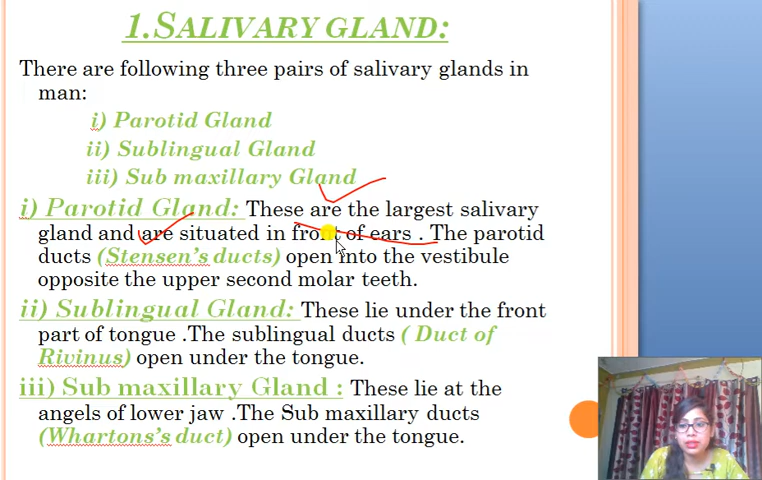 1.SALIVARY GLAND:
There are following three pairs of salivary glands in
man:
i) Parotid Gland
ii) Sublingual Gland
iii) Sub maxillary Gland
i) Parotid Gland: These are the largest salivary
gland and are situated in front of ears . The parotid
ducts (Stensen's ducts) open into the vestibule
opposite the upper second molar teeth.
ii) Sublingual Gland: These lie under the front
part of tongue .The sublingual ducts ( Duct of
Rivinus) open under the tongue.
iii) Sub maxillary Gland : These lie at the
angels of lower jaw .The Sub maxillary ducts
(Whartons's duct) open under the tongue.